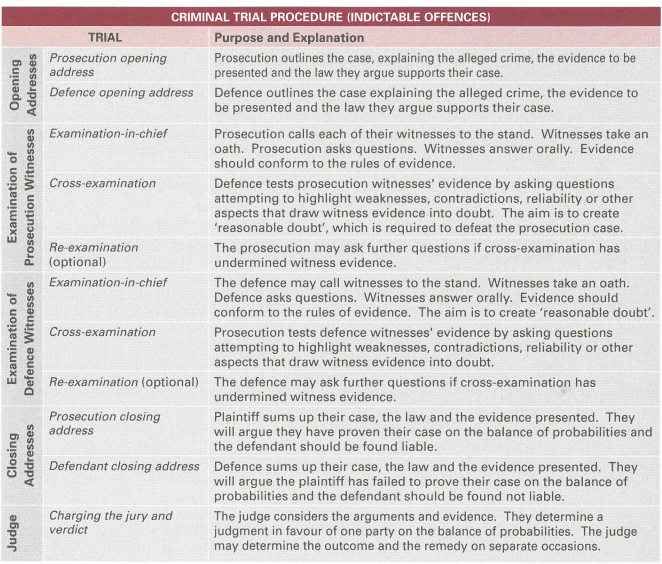 CRIMINAL TRIAL PROCEDURE (INDICTABLE OFFENCES)
TRIAL
Purpose and Explanation
Opening
Addresses
Prosecution opening
address
Prosecution outlines the case, explaining the alleged crime, the evidence to be
presented and the law they argue supports their case.
Defence opening address
Defence outlines the case explaining the alleged crime, the evidence to
be presented and the law they argue supports their case.
Examination of
Prosecution Witnesses
Examination-in-chief
Prosecution calls each of their witnesses to the stand. Witnesses take an
oath. Prosecution asks questions. Witnesses answer orally. Evidence
should conform to the rules of evidence.
Cross-examination
Defence tests prosecution witnesses' evidence by asking questions
attempting to highlight weaknesses, contradictions, reliability or other
aspects that draw witness evidence into doubt. The aim is to create
‘reasonable doubt’, which is required to defeat the prosecution case.
Re-examination
(optional)
The prosecution may ask further questions if cross-examination has
undermined witness evidence.
Examination of
Defence Witnesses
Examination-in-chief
The defence may call witnesses to the stand. Witnesses take an oath.
Defence asks questions. Witnesses answer orally. Evidence should
conform to the rules of evidence. The aim is to create ‘reasonable doubt’.
Cross-examination
Prosecution tests defence witnesses' evidence by asking questions
attempting to highlight weaknesses, contradictions, reliability or other
aspects that draw witness evidence into doubt.
Re-examination (optional)
The defence may ask further questions if cross-examination has
undermined witness evidence.
Closing
Addresses
Prosecution closing
address
Plaintiff sums up their case, the law and the evidence presented. They
will argue they have proven their case on the balance of probabilities and
the defendant should be found liable.
Defendant closing address
Defence sums up their case, the law and the evidence presented. They
will argue the plaintiff has failed to prove their case on the balance of
probabilities and the defendant should be found not liable.
Judge
Charging the jury and
verdict
The judge considers the arguments and evidence. They determine a
judgment in favour of one party on the balance of probabilities. The judge
may determine the outcome and the remedy on separate occasions.